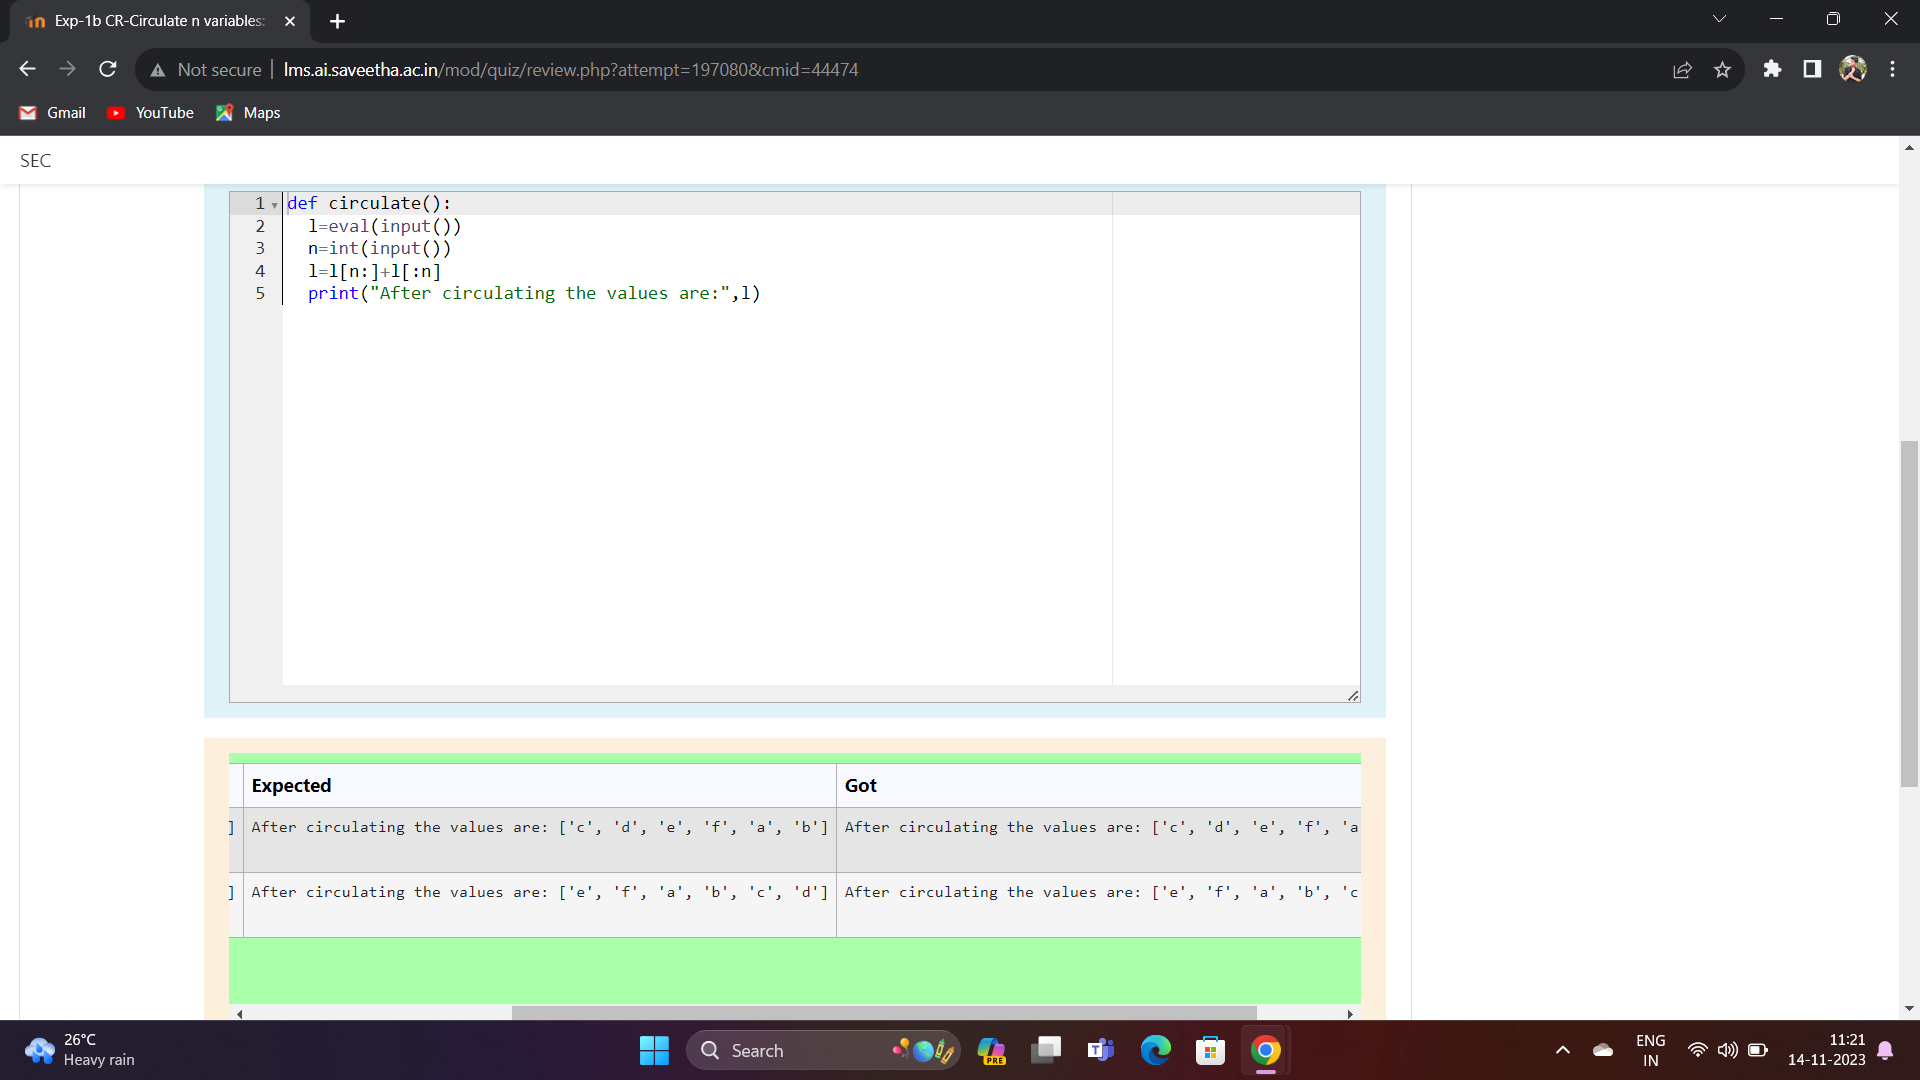 Exp-1b CR-Circulate n variables:
Not secure lms.ai.saveetha.ac.in/mod/quiz/review.php?attempt=197080&cmid=44474
Gmail YouTube Maps
SEC
1 def circulate():
2 l=eval(input())
3 n=int(input())
4 l=l[n:]+l[:n]
5 print("After circulating the values are:",l)
Expected Got
] After circulating the values are: ['c', 'd', 'e', 'f', 'a', 'b'] After circulating the values are: ['c', 'd', 'e', 'f', 'a
] After circulating the values are: ['e', 'f', 'a', 'b', 'c', 'd'] After circulating the values are: ['e', 'f', 'a', 'b', 'c
26°C
Heavy rain
Search
PRE
ENG
IN
11:21
14-11-2023